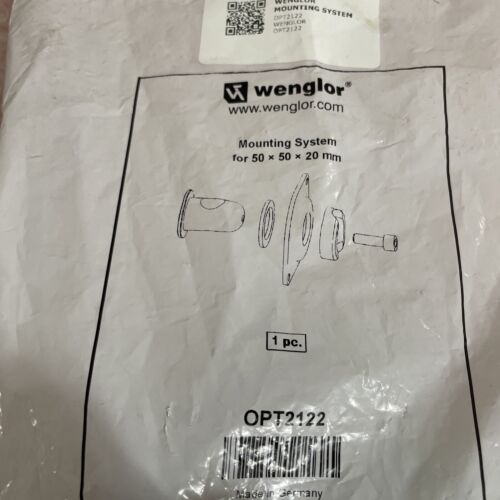 WENGLOR
MOUNTING SYSTEM
OPT2122
WENGLOR
OPT2122
wenglor®
www.wenglor.com
Mounting System
for 50 × 50 × 20 mm
1 pc.
OPT2122
Made in Germany